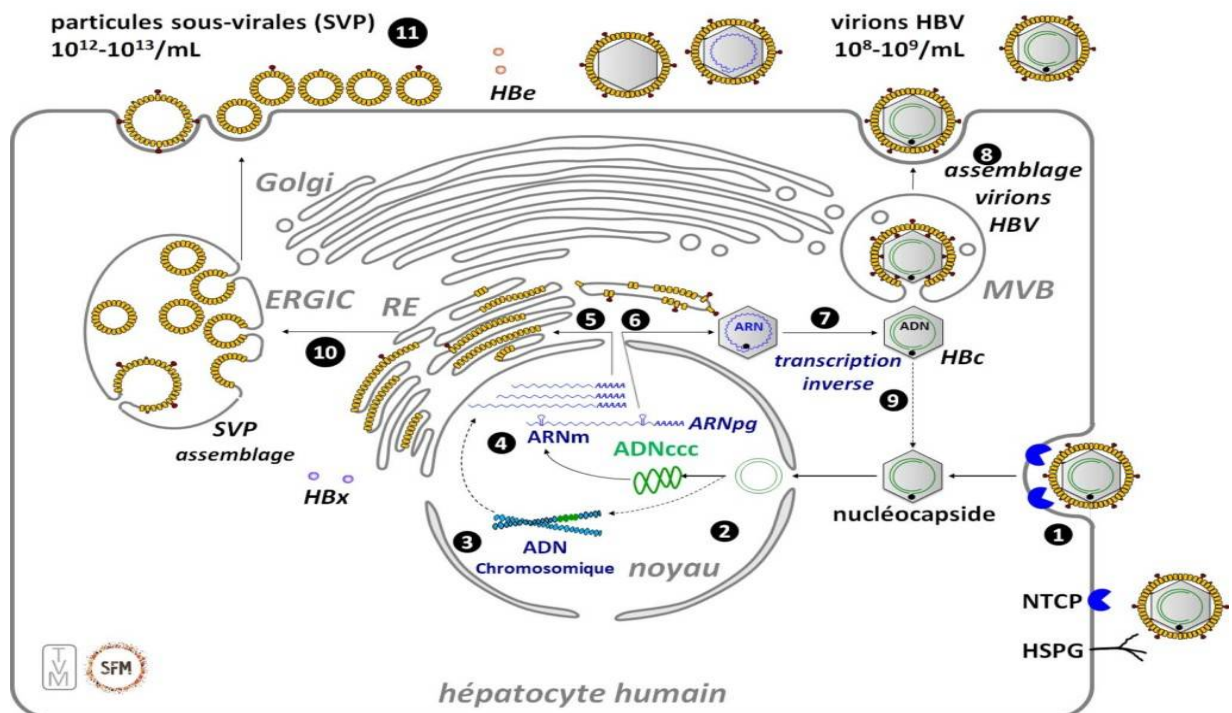 particules sous-virales (SVP)
10¹²-10¹³/mL
11
HBe
virions HBV
10⁸-10⁹/mL
8
assemblage
virions
HBV
Golgi
ERGIC
RE
MVB
5
6
ARN
7
ADN
HBc
transcription
inverse
10
9
SVP
assemblage
ARNpg
4
ARNm
ADNccc
HBx
nucléocapside
1
3
2
ADN
Chromosomique
noyau
NTCP
HSPG
TVM
SFM
hépatocyte humain